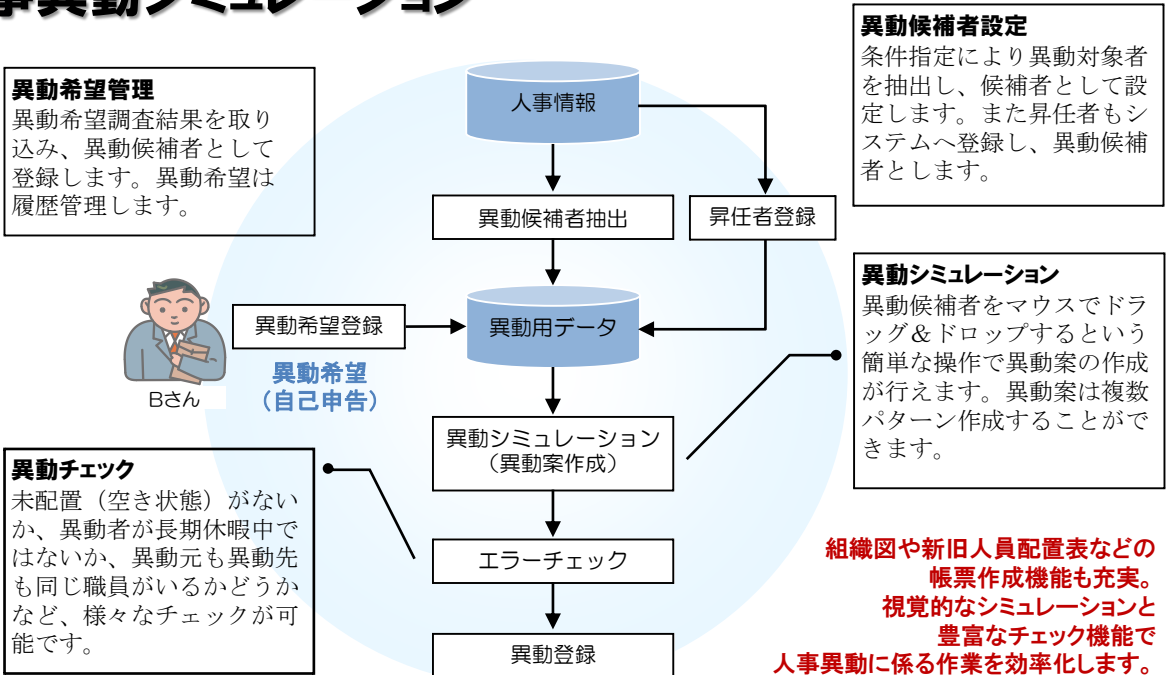 事異動シミュレーション
異動希望管理
異動希望調査結果を取り
込み、異動候補者として
登録します。異動希望は
履歴管理します。
人事情報
異動候補者設定
条件指定により異動対象者
を抽出し、候補者として設
定します。また昇任者もシ
ステムへ登録し、異動候補
者とします。
異動候補者抽出
昇任者登録
Bさん
異動希望登録
異動希望
（自己申告）
異動用データ
異動シミュレーション
異動候補者をマウスでドラ
ッグ＆ドロップするという
簡単な操作で異動案の作成
が行えます。異動案は複数
パターン作成することがで
きます。
異動シミュレーション
（異動案作成）
異動チェック
未配置（空き状態）がない
か、異動者が長期休暇中で
はないか、異動元も異動先
も同じ職員がいるかどうか
など、様々なチェックが可
能です。
エラーチェック
異動登録
組織図や新旧人員配置表などの
帳票作成機能も充実。
視覚的なシミュレーションと
豊富なチェック機能で
人事異動に係る作業を効率化します。